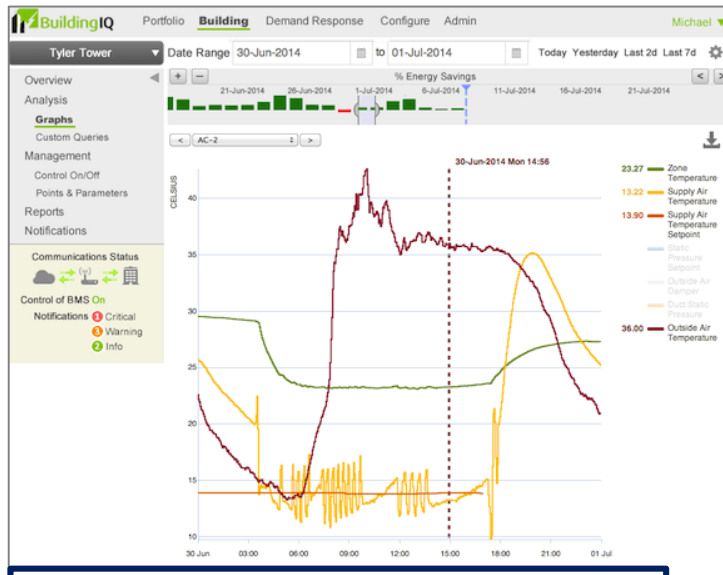 BuildingIQ
Portfolio Building Demand Response Configure Admin
Michael
Tyler Tower
Date Range 30-Jun-2014 to 01-Jul-2014 Today Yesterday Last 2d Last 7d
Overview
Analysis
Graphs
Custom Queries
Management
Control On/Off
Points & Parameters
Reports
Notifications
Communications Status
Control of BMS On
Notifications 1 Critical
3 Warning
2 Info
+ − % Energy Savings < >
21-Jun-2014 26-Jun-2014 1-Jul-2014 6-Jul-2014 11-Jul-2014 16-Jul-2014 21-Jul-2014
< AC-2 >
30-Jun-2014 Mon 14:56
CELSIUS
40
35
30
25
20
15
10
30 Jun 03:00 06:00 09:00 12:00 15:00 18:00 21:00 01 Jul
23.27 Zone
Temperature
13.22 Supply Air
Temperature
13.90 Supply Air
Temperature
Setpoint
Static
Pressure
Setpoint
Outside Air
Damper
Duct Static
Pressure
36.00 Outside Air
Temperature